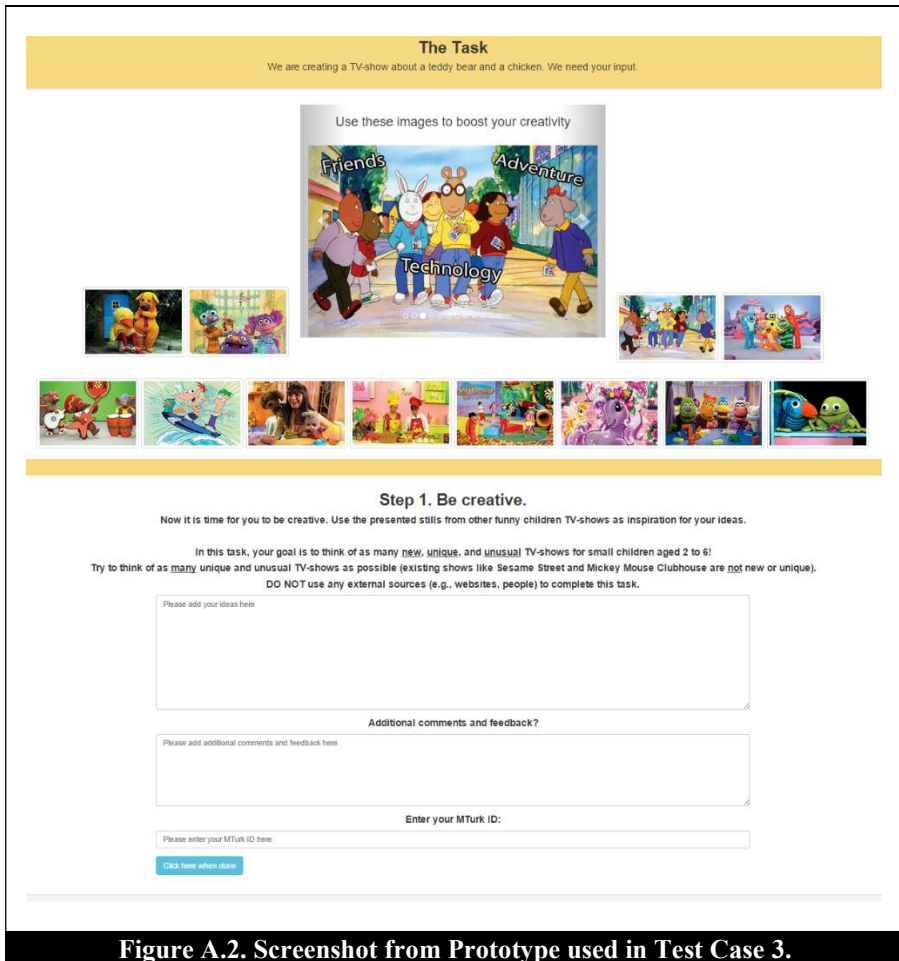 The Task
We are creating a TV-show about a teddy bear and a chicken. We need your input.
Use these images to boost your creativity
Friends
Adventure
Technology
Step 1. Be creative.
Now it is time for you to be creative. Use the presented stills from other funny children TV-shows as inspiration for your ideas.
In this task, your goal is to think of as many new, unique, and unusual TV-shows for small children aged 2 to 6!
Try to think of as many unique and unusual TV-shows as possible (existing shows like Sesame Street and Mickey Mouse Clubhouse are not new or unique).
DO NOT use any external sources (e.g., websites, people) to complete this task.
Please add your ideas here
Additional comments and feedback?
Please add additional comments and feedback here
Enter your MTurk ID:
Please enter your MTurk ID here
Click here when done
Figure A.2. Screenshot from Prototype used in Test Case 3.